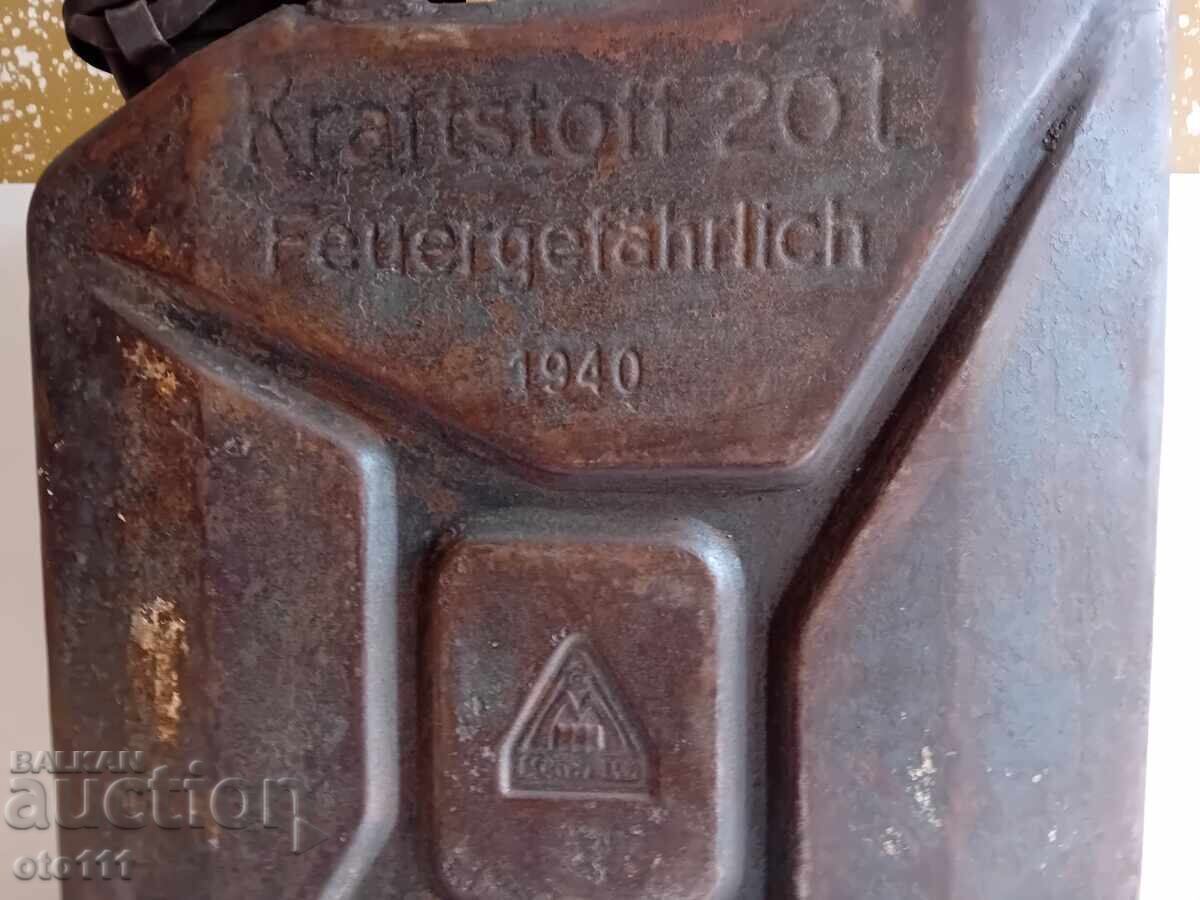 Kraftstoff 20 l.
Feuergefährlich
1940
M
BALKAN
auction
oto111